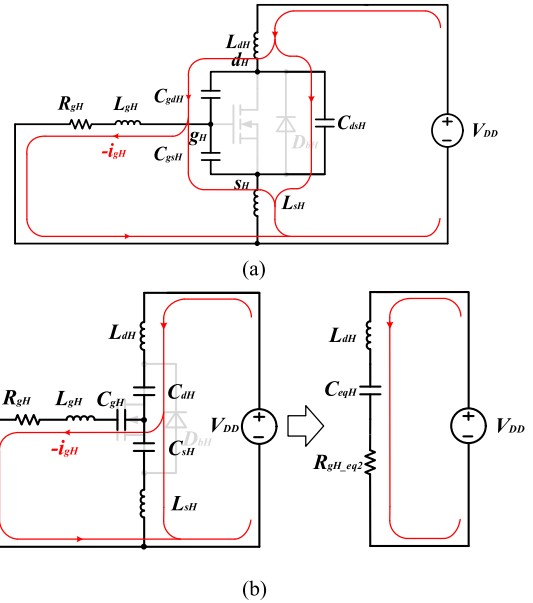 LdH
dH
RgH LgH CgdH
gH CdsH + VDD
-igH CgsH DbH −
sH
LsH
(a)
LdH LdH
RgH LgH CgH CdH CeqH
VDD + − VDD + −
-igH CsH DbH
RgH_eq2
LsH
(b)